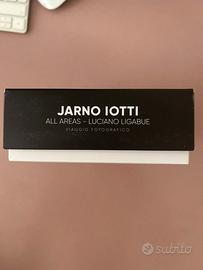 JARNO IOTTI
ALL AREAS – LUCIANO LIGABUE
VIAGGIO FOTOGRAFICO
subito